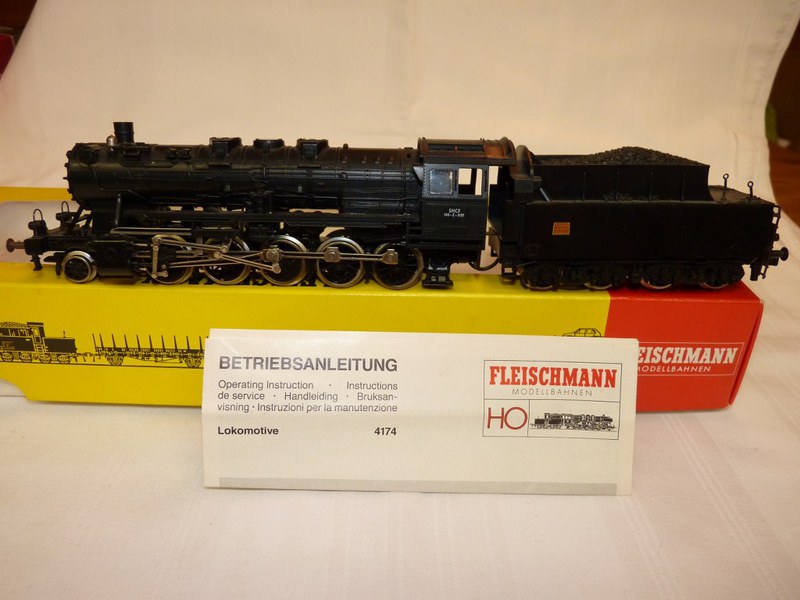 SNCF
BETRIEBSANLEITUNG
Operating Instruction · Instructions
de service · Handleiding · Bruksan-
visning · Instruzioni per la manutenzione
Lokomotive 4174
FLEISCHMANN
MODELLBAHNEN
HO
FLEISCHMANN
MODELLBAHNEN